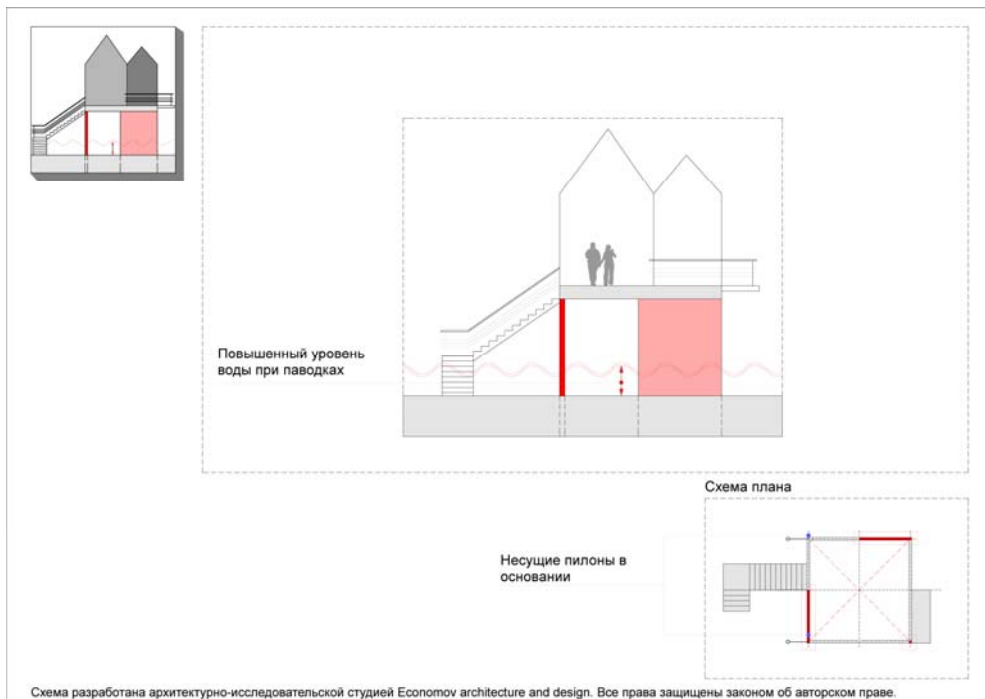 Повышенный уровень
воды при паводках
Схема плана
Несущие пилоны в
основании
Схема разработана архитектурно-исследовательской студией Economov architecture and design. Все права защищены законом об авторском праве.